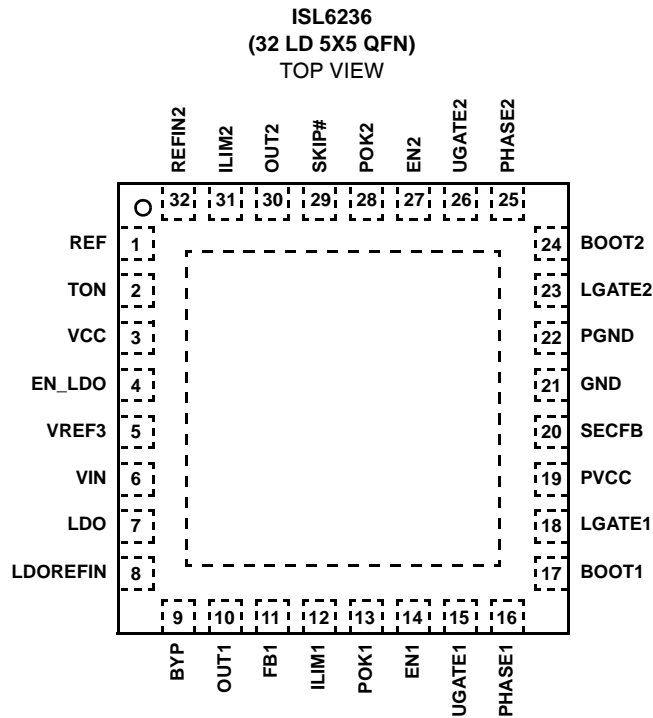 ISL6236
(32 LD 5X5 QFN)
TOP VIEW
REFIN2
ILIM2
OUT2
SKIP#
POK2
EN2
UGATE2
PHASE2
32 31 30 29 28 27 26 25
REF 1 24 BOOT2
TON 2 23 LGATE2
VCC 3 22 PGND
EN_LDO 4 21 GND
VREF3 5 20 SECFB
VIN 6 19 PVCC
LDO 7 18 LGATE1
LDOREFIN 8 17 BOOT1
9 10 11 12 13 14 15 16
BYP
OUT1
FB1
ILIM1
POK1
EN1
UGATE1
PHASE1